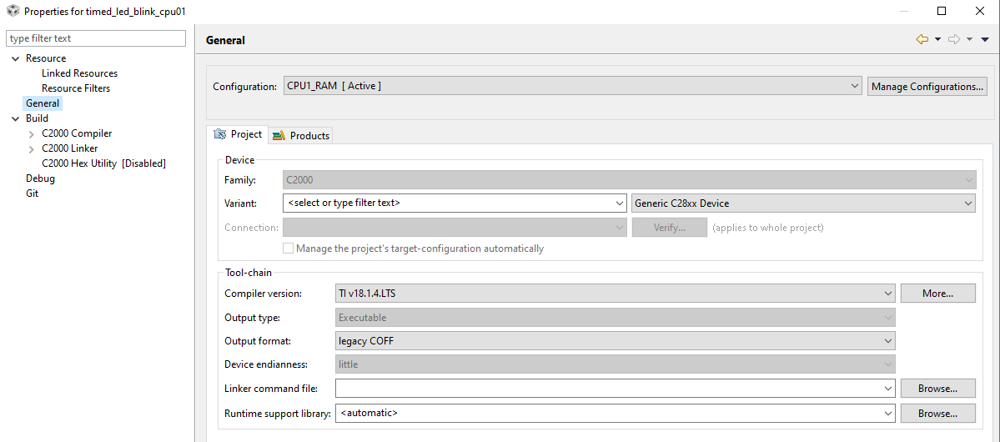 Properties for timed_led_blink_cpu01
type filter text
Resource
Linked Resources
Resource Filters
General
Build
C2000 Compiler
C2000 Linker
C2000 Hex Utility [Disabled]
Debug
Git
General
Configuration: CPU1_RAM [ Active ] Manage Configurations...
Project Products
Device
Family: C2000
Variant: <select or type filter text> Generic C28xx Device
Connection: Verify... (applies to whole project)
Manage the project's target-configuration automatically
Tool-chain
Compiler version: TI v18.1.4.LTS More...
Output type: Executable
Output format: legacy COFF
Device endianness: little
Linker command file: Browse...
Runtime support library: <automatic> Browse...